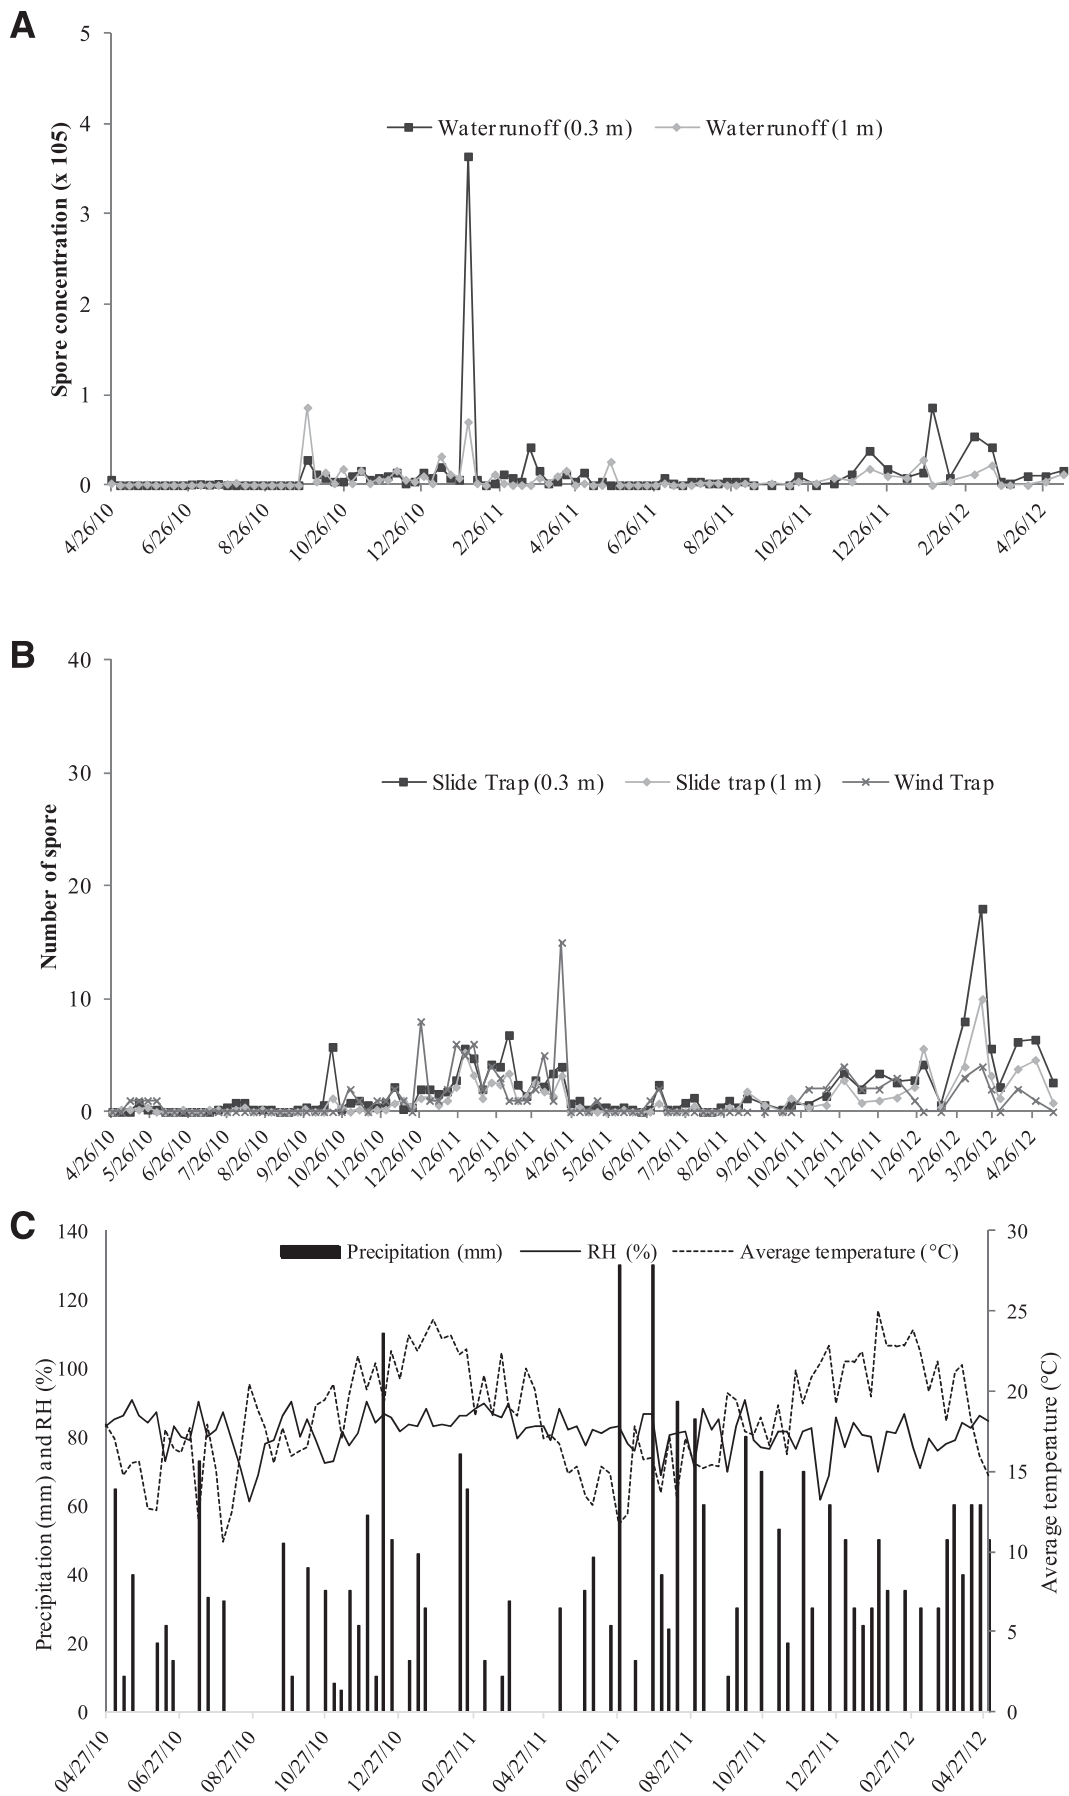 A
5
4
3
2
1
0
Spore concentration (x 105)
Water runoff (0.3 m) Water runoff (1 m)
4/26/10 6/26/10 8/26/10 10/26/10 12/26/10 2/26/11 4/26/11 6/26/11 8/26/11 10/26/11 12/26/11 2/26/12 4/26/12
B
40
30
20
10
0
Number of spore
Slide Trap (0.3 m) Slide trap (1 m) Wind Trap
4/26/10 5/26/10 6/26/10 7/26/10 8/26/10 9/26/10 10/26/10 11/26/10 12/26/10 1/26/11 2/26/11 3/26/11 4/26/11 5/26/11 6/26/11 7/26/11 8/26/11 9/26/11 10/26/11 11/26/11 12/26/11 1/26/12 2/26/12 3/26/12 4/26/12
C
140
120
100
80
60
40
20
0
Precipitation (mm) and RH (%)
Precipitation (mm) RH (%) Average temperature (°C)
30
25
20
15
10
5
0
Average temperature (°C)
04/27/10 06/27/10 08/27/10 10/27/10 12/27/10 02/27/11 04/27/11 06/27/11 08/27/11 10/27/11 12/27/11 02/27/12 04/27/12